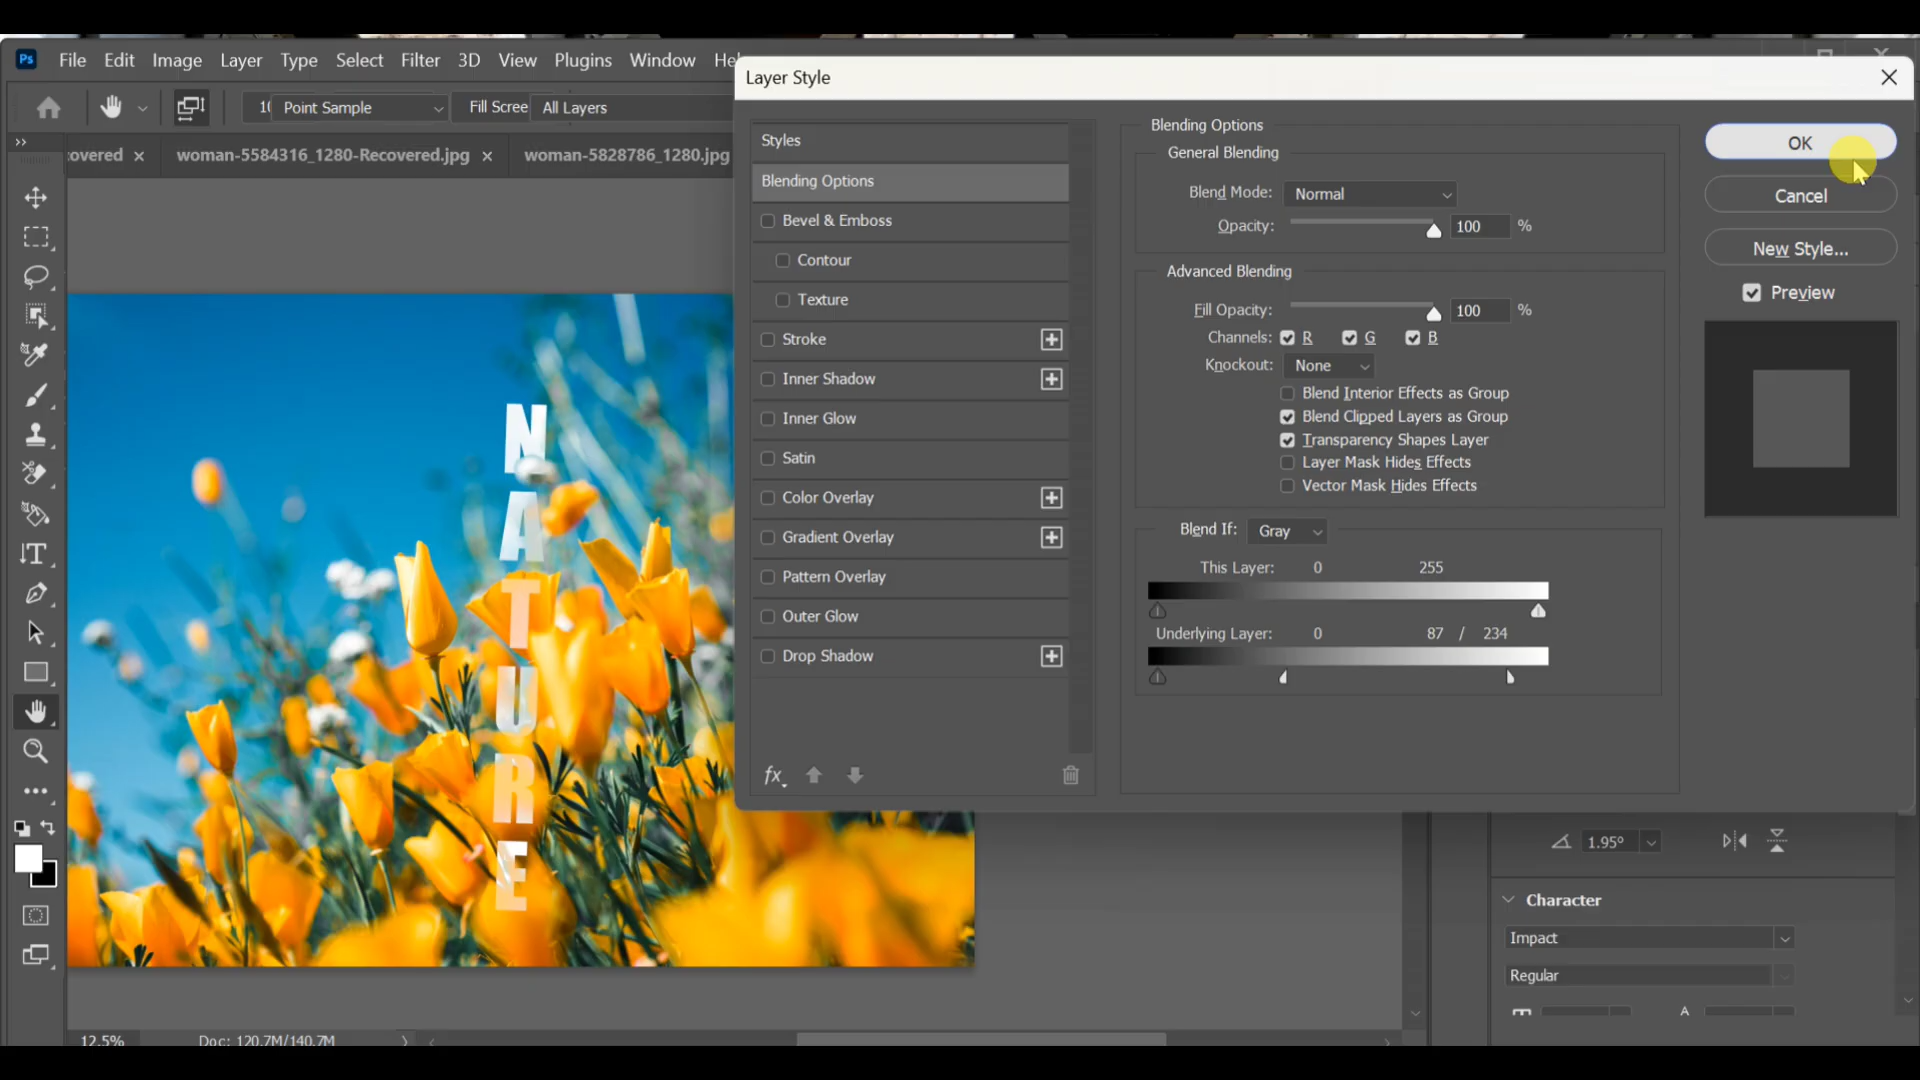 Ps File Edit Image Layer Type Select Filter 3D View Plugins Window Hel
Layer Style
Point Sample Fill Scree All Layers
overed × woman-5584316_1280-Recovered.jpg × woman-5828786_1280.jpg
Styles
Blending Options
Bevel & Emboss
Contour
Texture
Stroke
Inner Shadow
Inner Glow
Satin
Color Overlay
Gradient Overlay
Pattern Overlay
Outer Glow
Drop Shadow
fx
Blending Options
General Blending
Blend Mode: Normal
Opacity: 100 %
Advanced Blending
Fill Opacity: 100 %
Channels: R G B
Knockout: None
Blend Interior Effects as Group
Blend Clipped Layers as Group
Transparency Shapes Layer
Layer Mask Hides Effects
Vector Mask Hides Effects
Blend If: Gray
This Layer: 0 255
Underlying Layer: 0 87 / 234
OK
Cancel
New Style...
Preview
N
A
T
U
R
E
1.95°
Character
Impact
Regular
12.5% Doc: 120.7M/140.7M